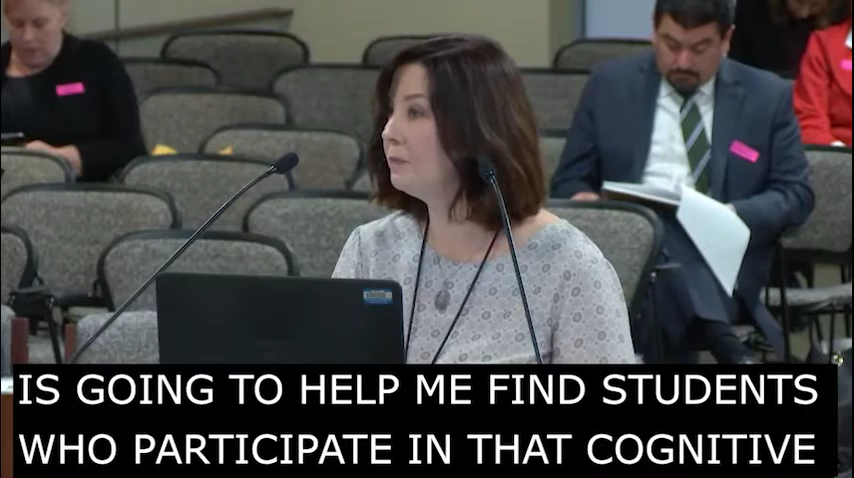 IS GOING TO HELP ME FIND STUDENTS
WHO PARTICIPATE IN THAT COGNITIVE